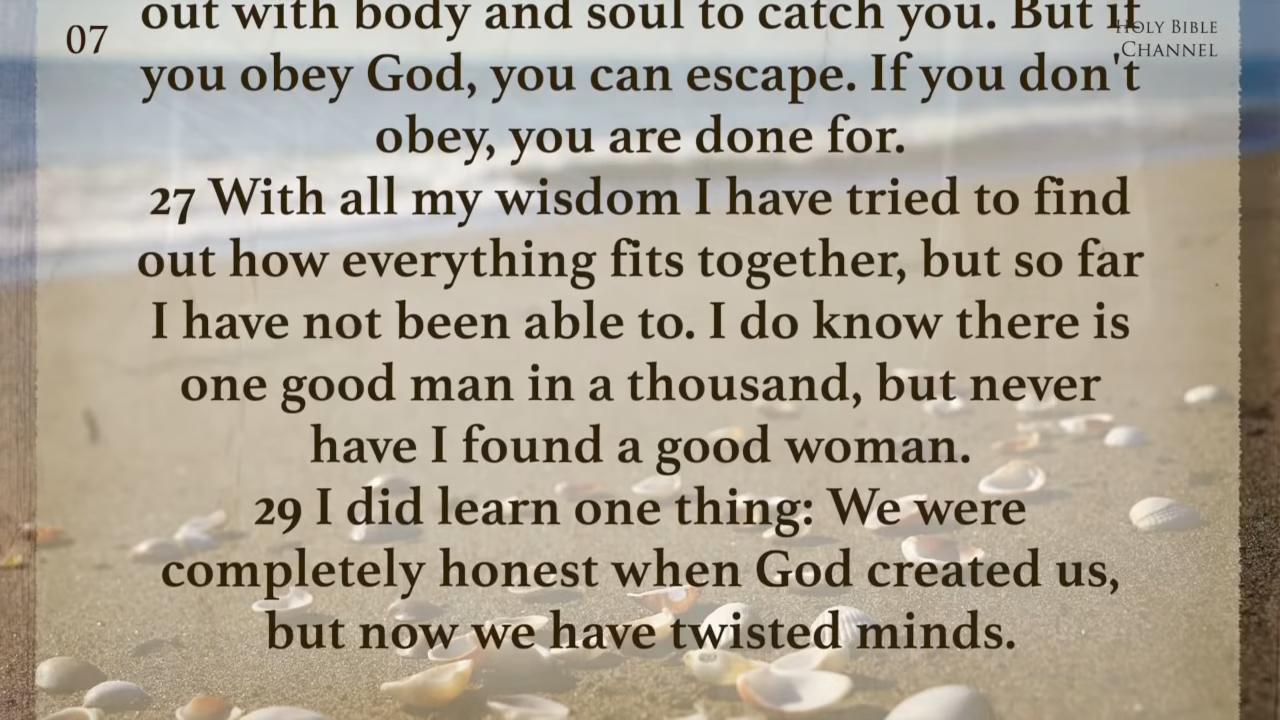 out with body and soul to catch you. But if
07
HOLY BIBLE
CHANNEL
you obey God, you can escape. If you don't
obey, you are done for.
27 With all my wisdom I have tried to find
out how everything fits together, but so far
I have not been able to. I do know there is
one good man in a thousand, but never
have I found a good woman.
29 I did learn one thing: We were
completely honest when God created us,
but now we have twisted minds.